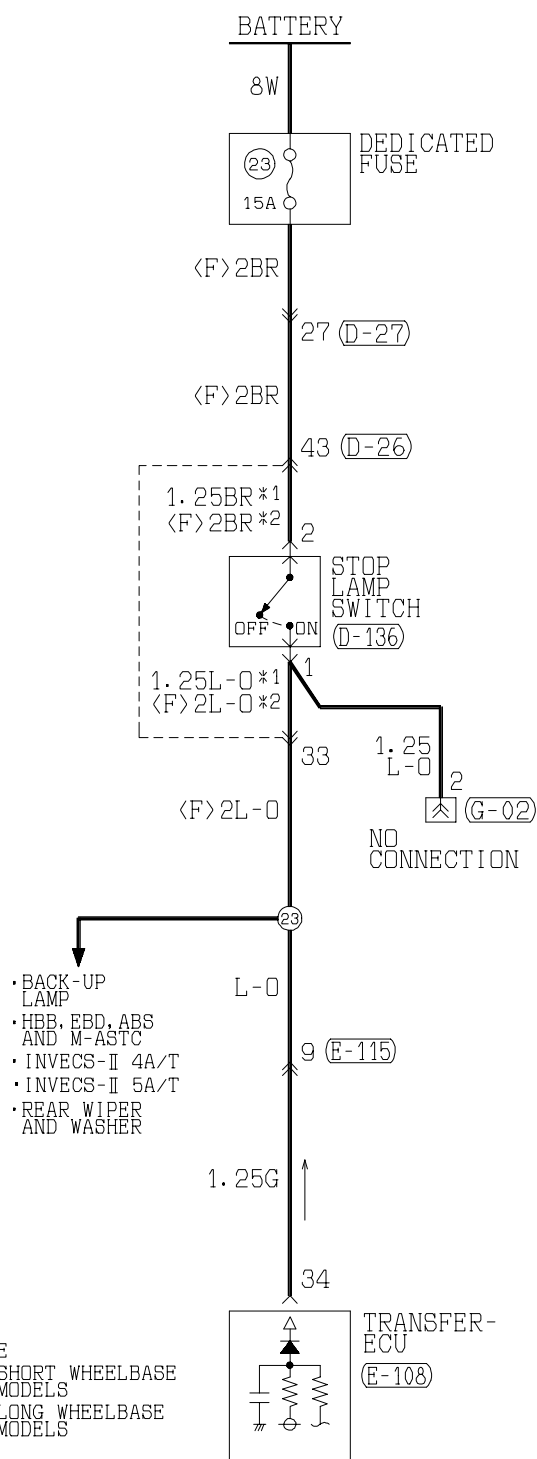 BATTERY
8W
DEDICATED
FUSE
23
15A
<F>2BR
27 (D-27)
<F>2BR
43 (D-26)
1.25BR*1
<F>2BR*2
2
STOP
LAMP
SWITCH
(D-136)
OFF ON
1
1.25L-O*1
<F>2L-O*2
33
1.25
L-O
2
(G-02)
<F>2L-O
NO
CONNECTION
23
・BACK-UP
LAMP
・HBB, EBD, ABS
AND M-ASTC
・INVECS-Ⅱ 4A/T
・INVECS-Ⅱ 5A/T
・REAR WIPER
AND WASHER
L-O
9 (E-115)
1.25G
34
TRANSFER-
ECU
(E-108)
E
SHORT WHEELBASE
MODELS
LONG WHEELBASE
MODELS